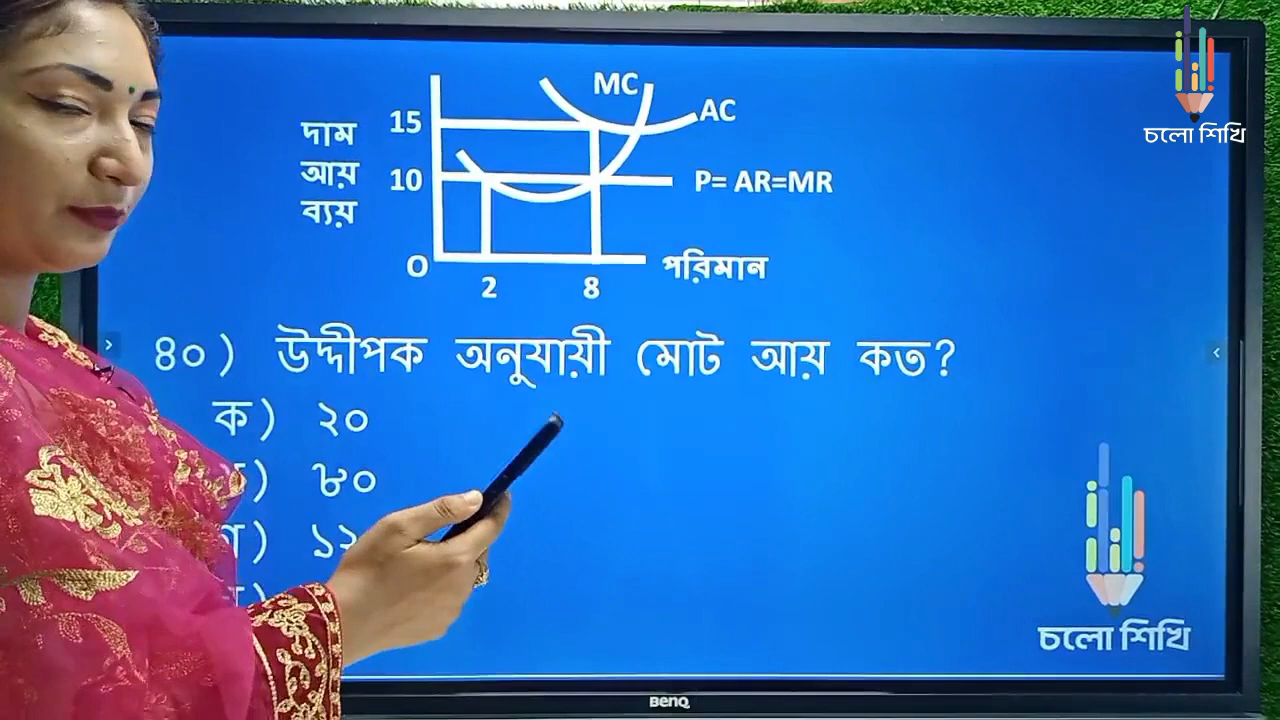 MC
AC
15
দাম
আয়
ব্যয়
10
P= AR=MR
O
পরিমান
2
8
৪০) উদ্দীপক অনুযায়ী মোট আয় কত?
ক) ২০
৮০
চলো শিখি
চলো শিখি
BenQ